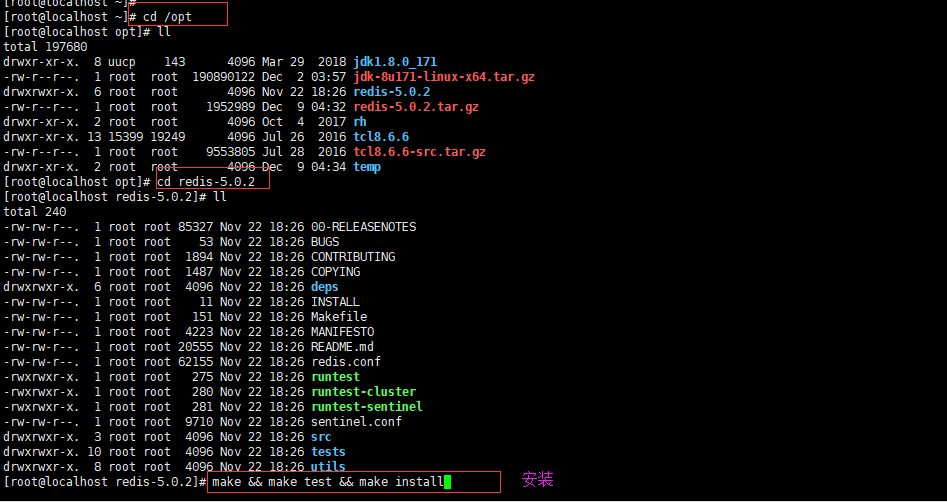 [root@localhost ~]#
[root@localhost ~]# cd /opt
[root@localhost opt]# ll
total 197680
drwxr-xr-x.  8 uucp    143      4096 Mar 29  2018 jdk1.8.0_171
-rw-r--r--.  1 root  root  190890122 Dec  2 03:57 jdk-8u171-linux-x64.tar.gz
drwxrwxr-x.  6 root  root       4096 Nov 22 18:26 redis-5.0.2
-rw-r--r--.  1 root  root    1952989 Dec  9 04:32 redis-5.0.2.tar.gz
drwxr-xr-x.  2 root  root       4096 Oct  4  2017 rh
drwxr-xr-x. 13 15399 19249      4096 Jul 26  2016 tcl8.6.6
-rw-r--r--.  1 root  root    9553805 Jul 28  2016 tcl8.6.6-src.tar.gz
drwxr-xr-x.  2 root  root       4096 Dec  9 04:34 temp
[root@localhost opt]# cd redis-5.0.2
[root@localhost redis-5.0.2]# ll
total 240
-rw-rw-r--.  1 root root 85327 Nov 22 18:26 00-RELEASENOTES
-rw-rw-r--.  1 root root    53 Nov 22 18:26 BUGS
-rw-rw-r--.  1 root root  1894 Nov 22 18:26 CONTRIBUTING
-rw-rw-r--.  1 root root  1487 Nov 22 18:26 COPYING
drwxrwxr-x.  6 root root  4096 Nov 22 18:26 deps
-rw-rw-r--.  1 root root    11 Nov 22 18:26 INSTALL
-rw-rw-r--.  1 root root   151 Nov 22 18:26 Makefile
-rw-rw-r--.  1 root root  4223 Nov 22 18:26 MANIFESTO
-rw-rw-r--.  1 root root 20555 Nov 22 18:26 README.md
-rw-rw-r--.  1 root root 62155 Nov 22 18:26 redis.conf
-rwxrwxr-x.  1 root root   275 Nov 22 18:26 runtest
-rwxrwxr-x.  1 root root   280 Nov 22 18:26 runtest-cluster
-rwxrwxr-x.  1 root root   281 Nov 22 18:26 runtest-sentinel
-rw-rw-r--.  1 root root  9710 Nov 22 18:26 sentinel.conf
drwxrwxr-x.  3 root root  4096 Nov 22 18:26 src
drwxrwxr-x. 10 root root  4096 Nov 22 18:26 tests
drwxrwxr-x.  8 root root  4096 Nov 22 18:26 utils
[root@localhost redis-5.0.2]# make && make test && make install 安装